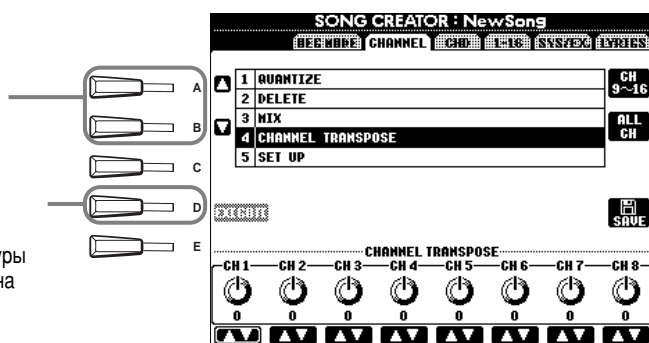 SONG CREATOR : NewSong
REC MODE CHANNEL CHD 1-16 SYS/EX. LYRICS
A
B
C
D
E
1 QUANTIZE
2 DELETE
3 MIX
4 CHANNEL TRANSPOSE
5 SET UP
CH
9~16
ALL
CH
EXECUTE
SAVE
уры
на
CHANNEL TRANSPOSE
CH 1 CH 2 CH 3 CH 4 CH 5 CH 6 CH 7 CH 8
0 0 0 0 0 0 0 0